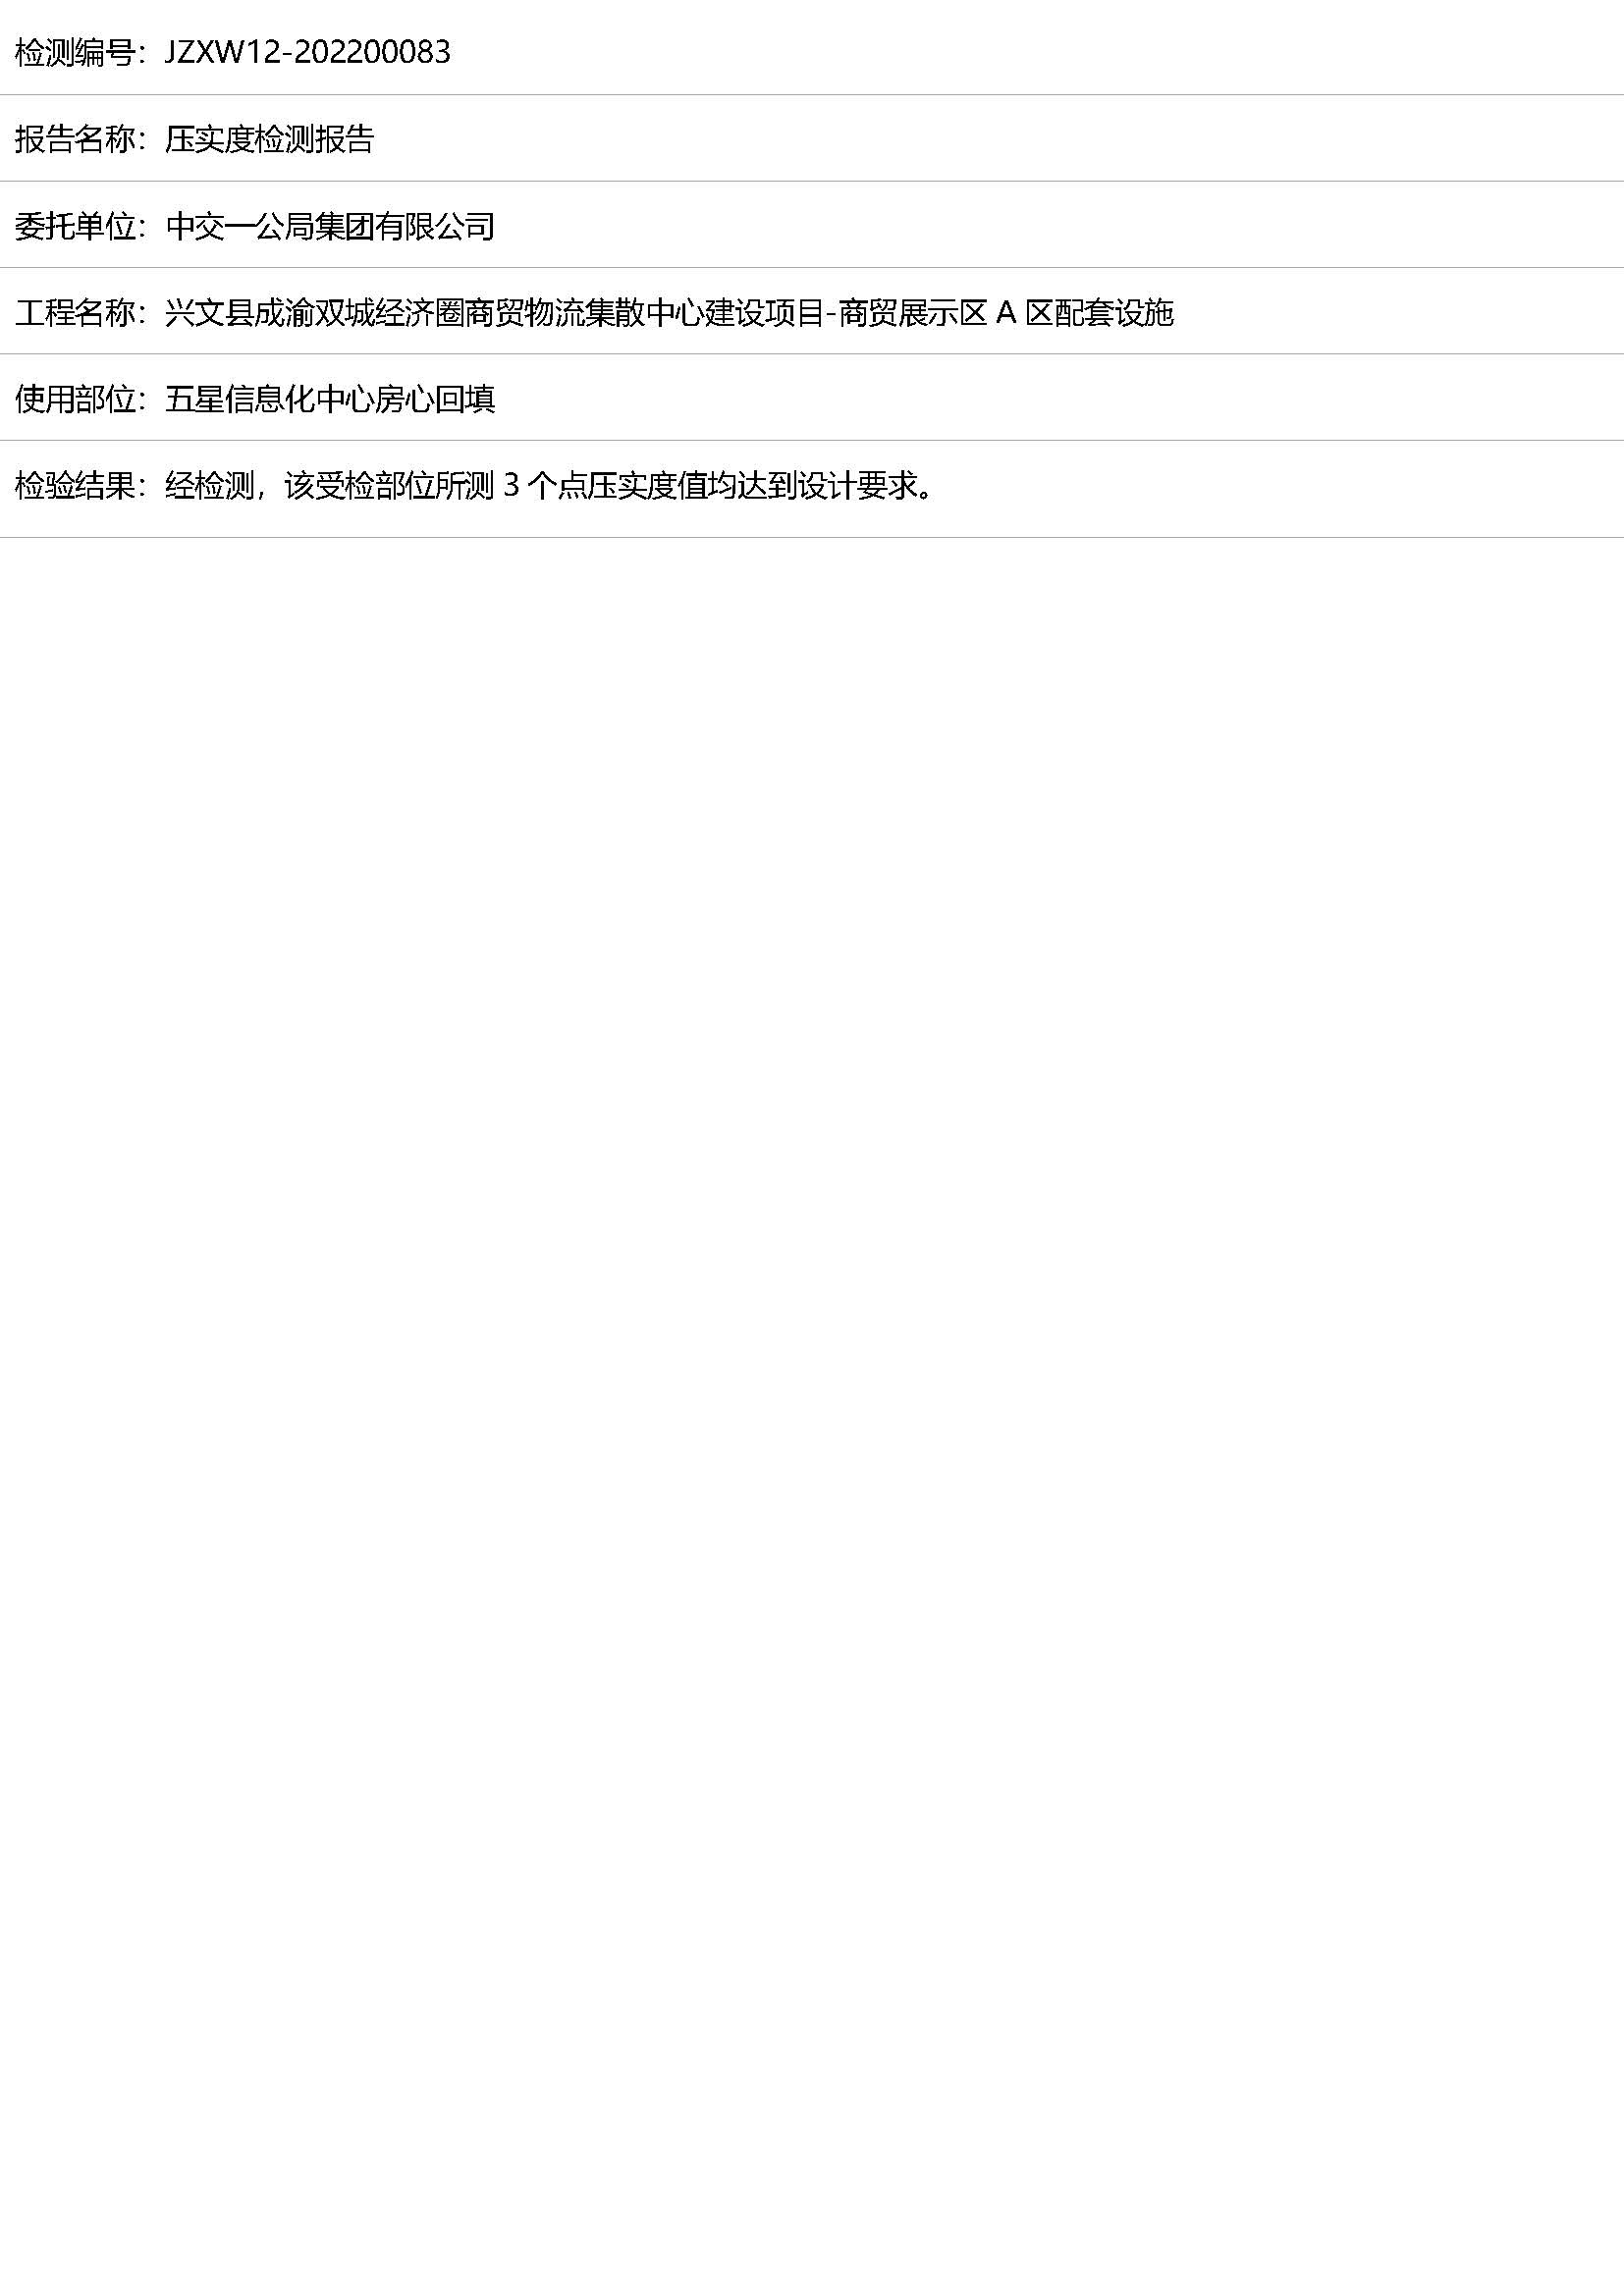 检测编号：JZXW12-202200083
报告名称：压实度检测报告
委托单位：中交一公局集团有限公司
工程名称：兴文县成渝双城经济圈商贸物流集散中心建设项目-商贸展示区 A 区配套设施
使用部位：五星信息化中心房心回填
检验结果：经检测，该受检部位所测 3 个点压实度值均达到设计要求。